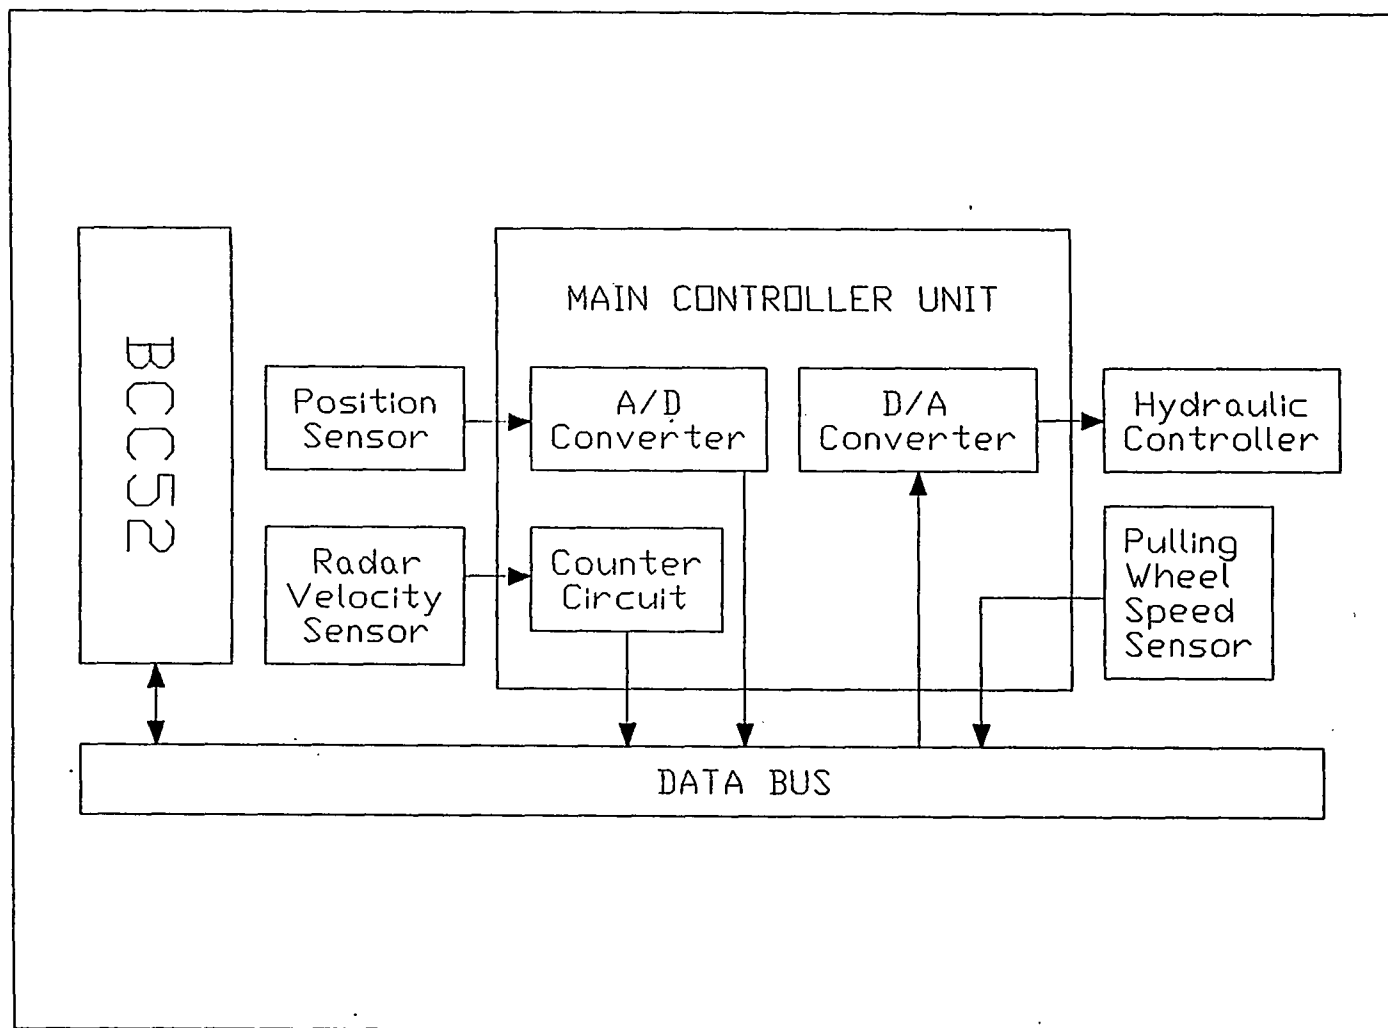 BCC52
MAIN CONTROLLER UNIT
Position
Sensor
A/D
Converter
D/A
Converter
Hydraulic
Controller
Radar
Velocity
Sensor
Counter
Circuit
Pulling
Wheel
Speed
Sensor
DATA BUS